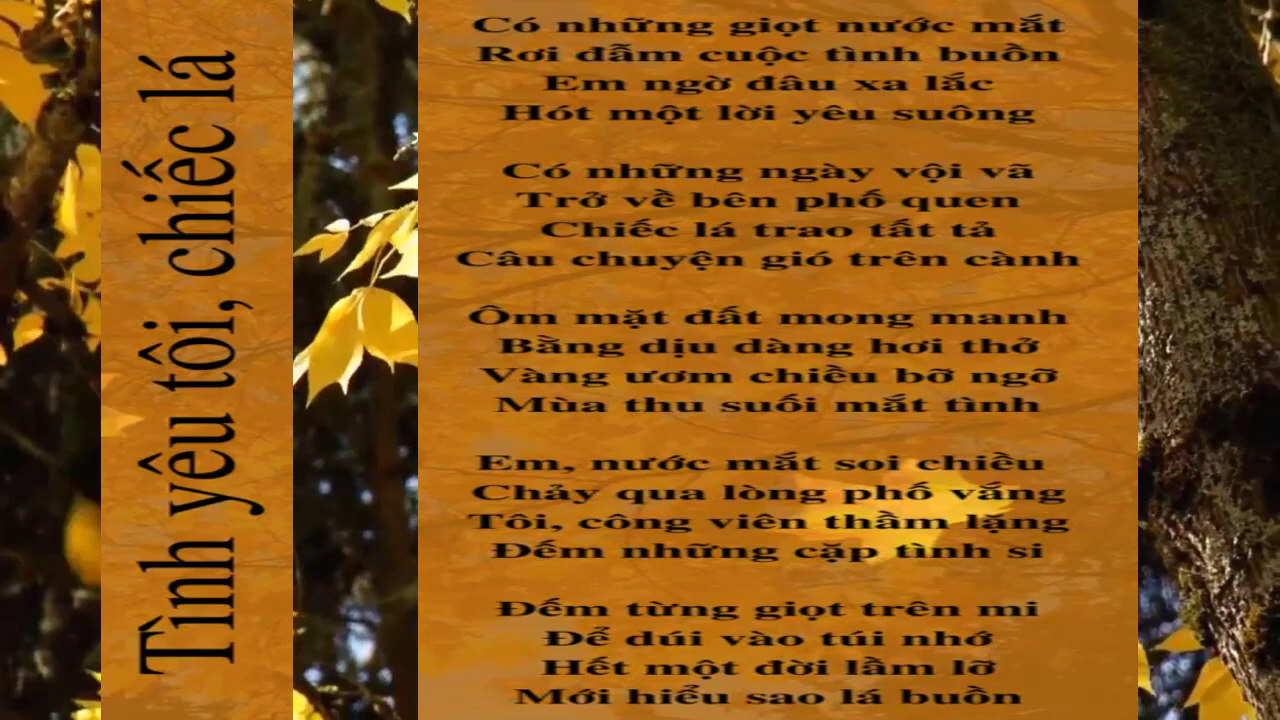 Tình yêu tôi, chiếc lá
Có những giọt nước mắt
Rơi đẫm cuộc tình buồn
Em ngờ đâu xa lắc
Hót một lời yêu suông
Có những ngày vội vã
Trở về bên phố quen
Chiếc lá trao tất tả
Câu chuyện gió trên cành
Ôm mặt đất mong manh
Bằng dịu dàng hơi thở
Vàng ươm chiều bỡ ngỡ
Mùa thu suối mắt tình
Em, nước mắt soi chiều
Chảy qua lòng phố vắng
Tôi, công viên thầm lặng
Đếm những cặp tình si
Đếm từng giọt trên mi
Để dúi vào túi nhớ
Hết một đời lầm lỡ
Mới hiểu sao lá buồn